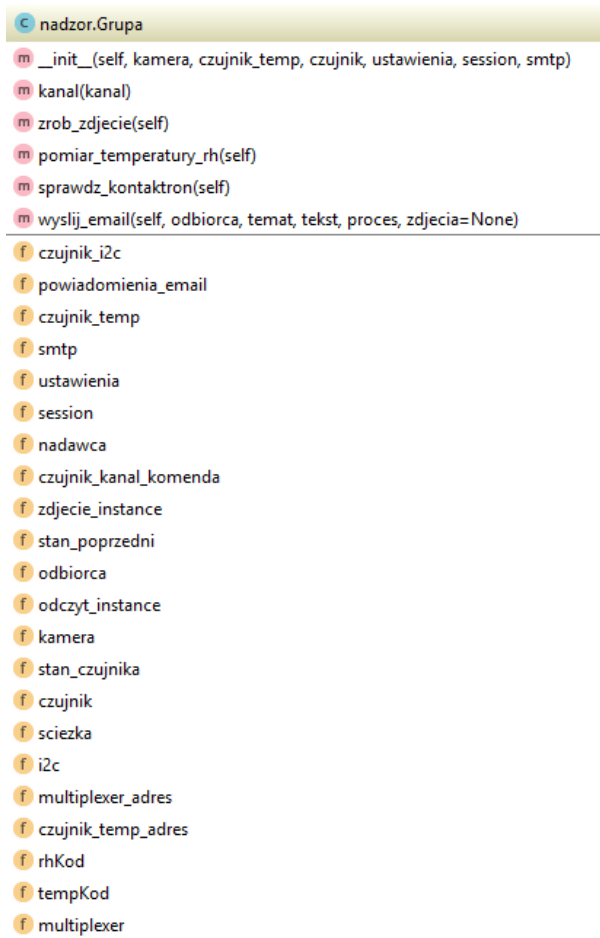 C nadzor.Grupa
m __init__(self, kamera, czujnik_temp, czujnik, ustawienia, session, smtp)
m kanal(kanal)
m zrob_zdjecie(self)
m pomiar_temperatury_rh(self)
m sprawdz_kontaktron(self)
m wyslij_email(self, odbiorca, temat, tekst, proces, zdjecia=None)
f czujnik_i2c
f powiadomienia_email
f czujnik_temp
f smtp
f ustawienia
f session
f nadawca
f czujnik_kanal_komenda
f zdjecie_instance
f stan_poprzedni
f odbiorca
f odczyt_instance
f kamera
f stan_czujnika
f czujnik
f sciezka
f i2c
f multiplexer_adres
f czujnik_temp_adres
f rhKod
f tempKod
f multiplexer